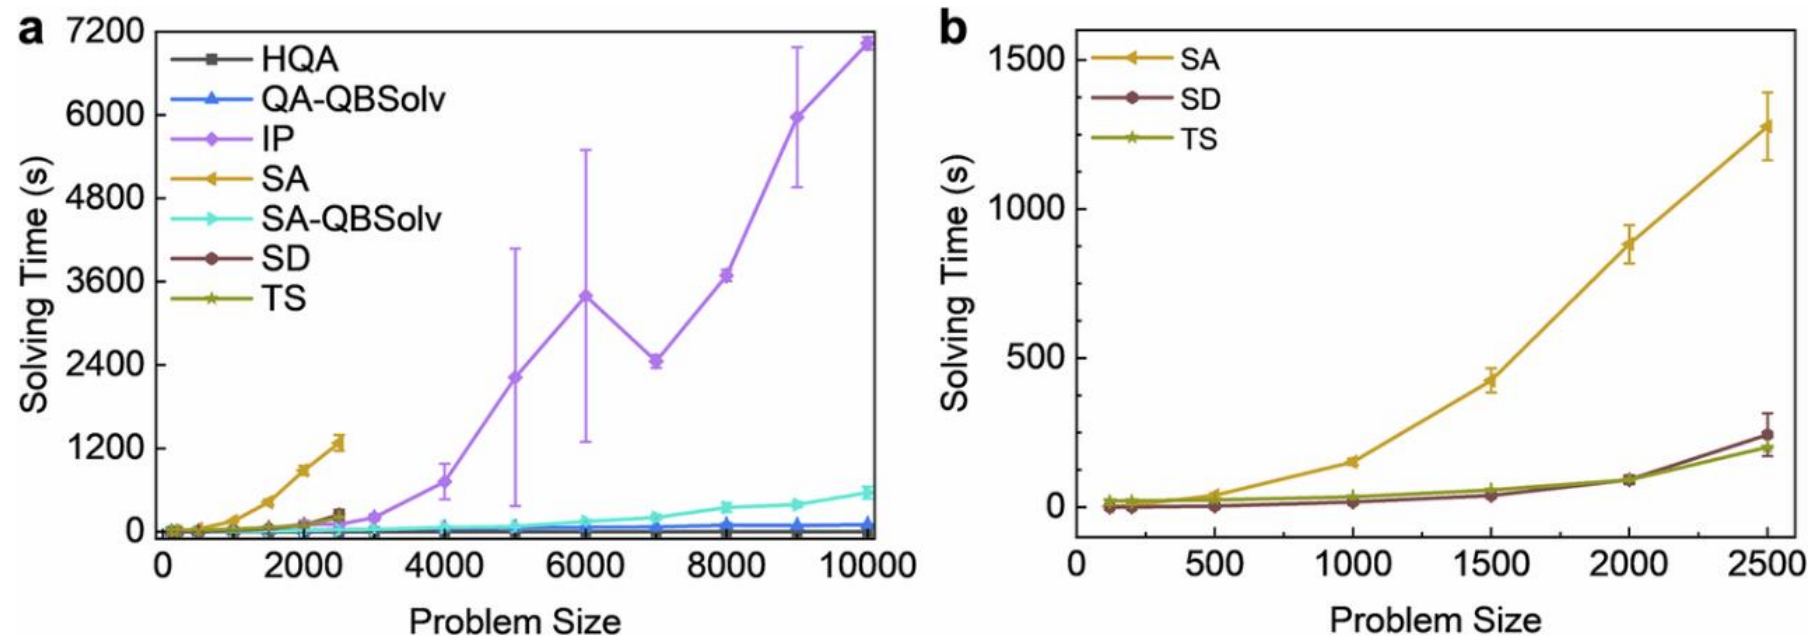 a
7200
6000
4800
3600
2400
1200
0
Solving Time (s)
HQA
QA-QBSolv
IP
SA
SA-QBSolv
SD
TS
0 2000 4000 6000 8000 10000
Problem Size
b
1500
1000
500
0
Solving Time (s)
SA
SD
TS
0 500 1000 1500 2000 2500
Problem Size